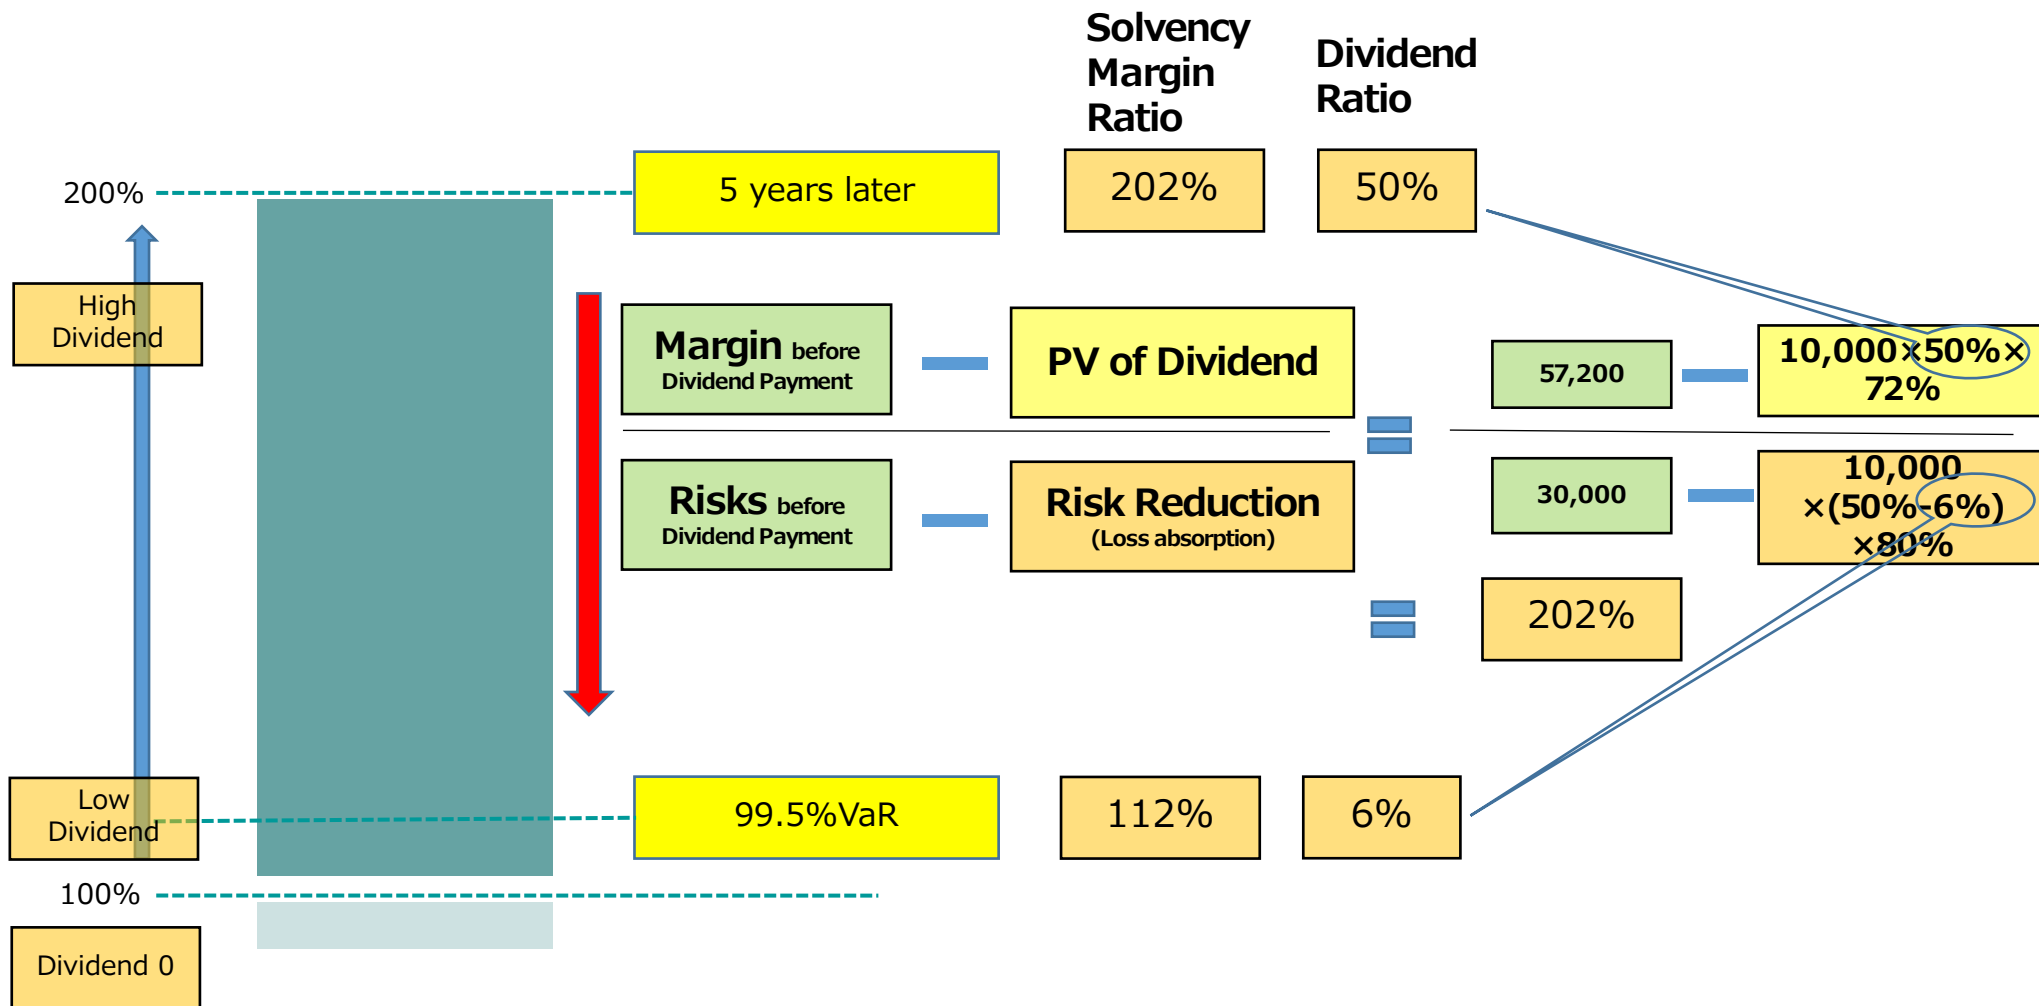 Solvency
Margin
Ratio
Dividend
Ratio
200%
5 years later
202%
50%
High
Dividend
Margin before
Dividend Payment
PV of Dividend
57,200
10,000×50%×
72%
Risks before
Dividend Payment
Risk Reduction
(Loss absorption)
30,000
10,000
×(50%-6%)
×80%
202%
Low
Dividend
99.5%VaR
112%
6%
100%
Dividend 0